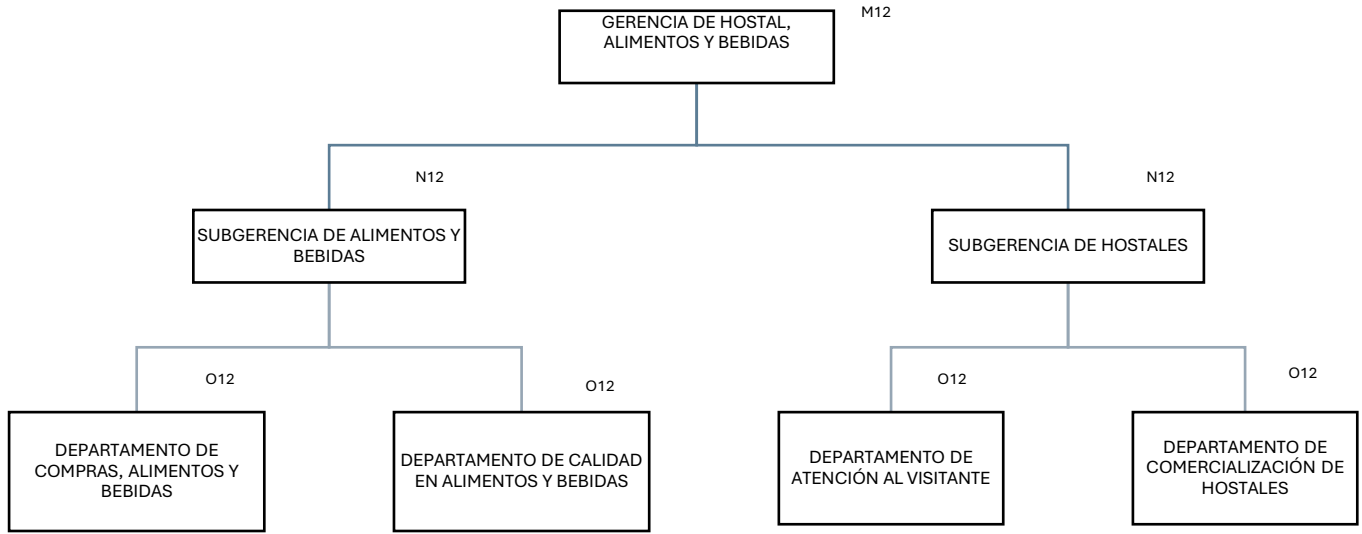 M12
GERENCIA DE HOSTAL,
ALIMENTOS Y BEBIDAS
N12
SUBGERENCIA DE ALIMENTOS Y
BEBIDAS
N12
SUBGERENCIA DE HOSTALES
O12
DEPARTAMENTO DE
COMPRAS, ALIMENTOS Y
BEBIDAS
O12
DEPARTAMENTO DE CALIDAD
EN ALIMENTOS Y BEBIDAS
O12
DEPARTAMENTO DE
ATENCIÓN AL VISITANTE
O12
DEPARTAMENTO DE
COMERCIALIZACIÓN DE
HOSTALES